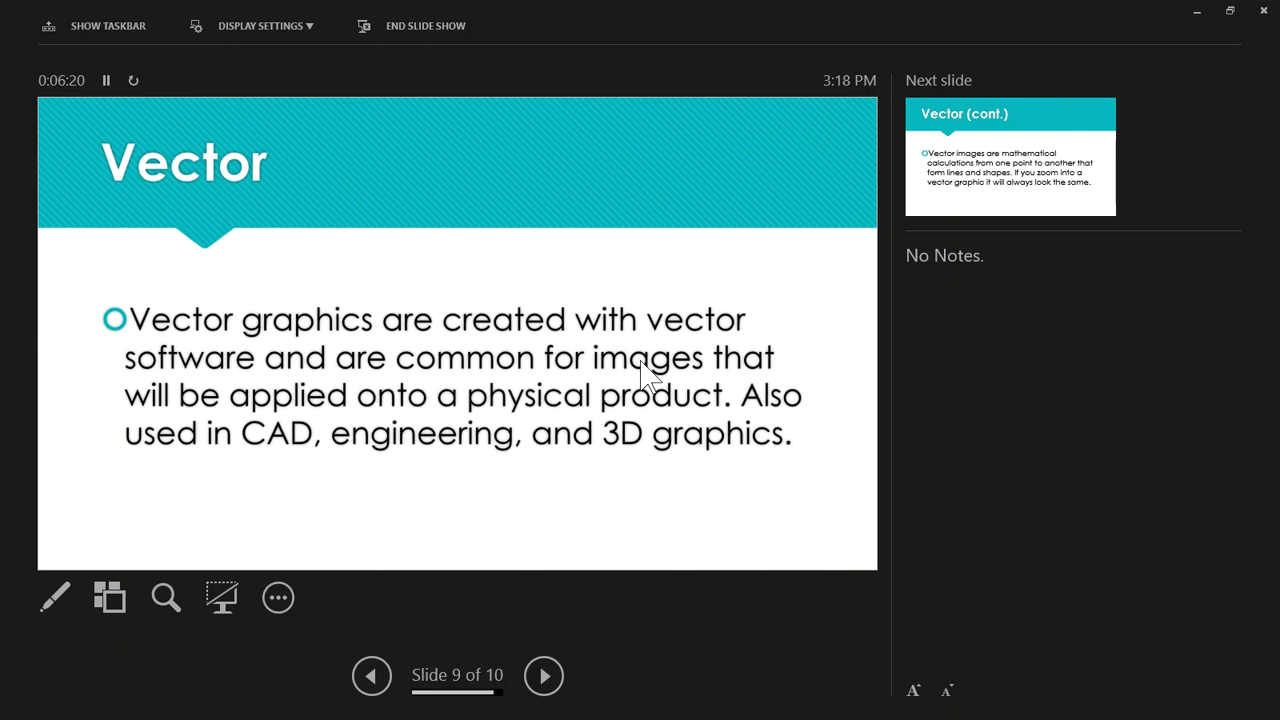 SHOW TASKBAR
DISPLAY SETTINGS ▼
END SLIDE SHOW
0:06:20
3:18 PM
Vector
Vector graphics are created with vector
software and are common for images that
will be applied onto a physical product. Also
used in CAD, engineering, and 3D graphics.
Next slide
Vector (cont.)
Vector images are mathematical
calculations from one point to another that
form lines and shapes. If you zoom into a
vector graphic it will always look the same.
No Notes.
Slide 9 of 10
A A